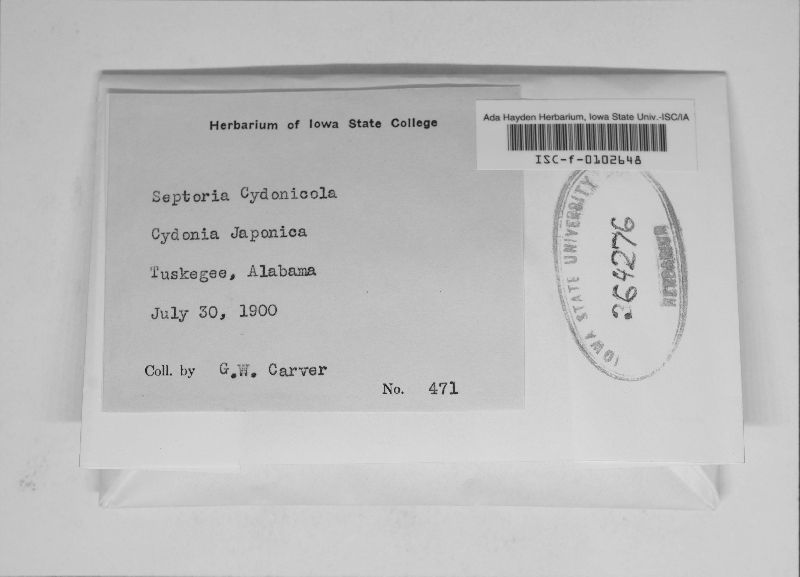 Herbarium of Iowa State College
Septoria Cydonicola
Cydonia Japonica
Tuskegee, Alabama
July 30, 1900
Coll. by G.W. Carver
No. 471
Ada Hayden Herbarium, Iowa State Univ.-ISC/IA
ISC-f-0102648
IOWA STATE UNIVERSITY
264276
HERBARIUM